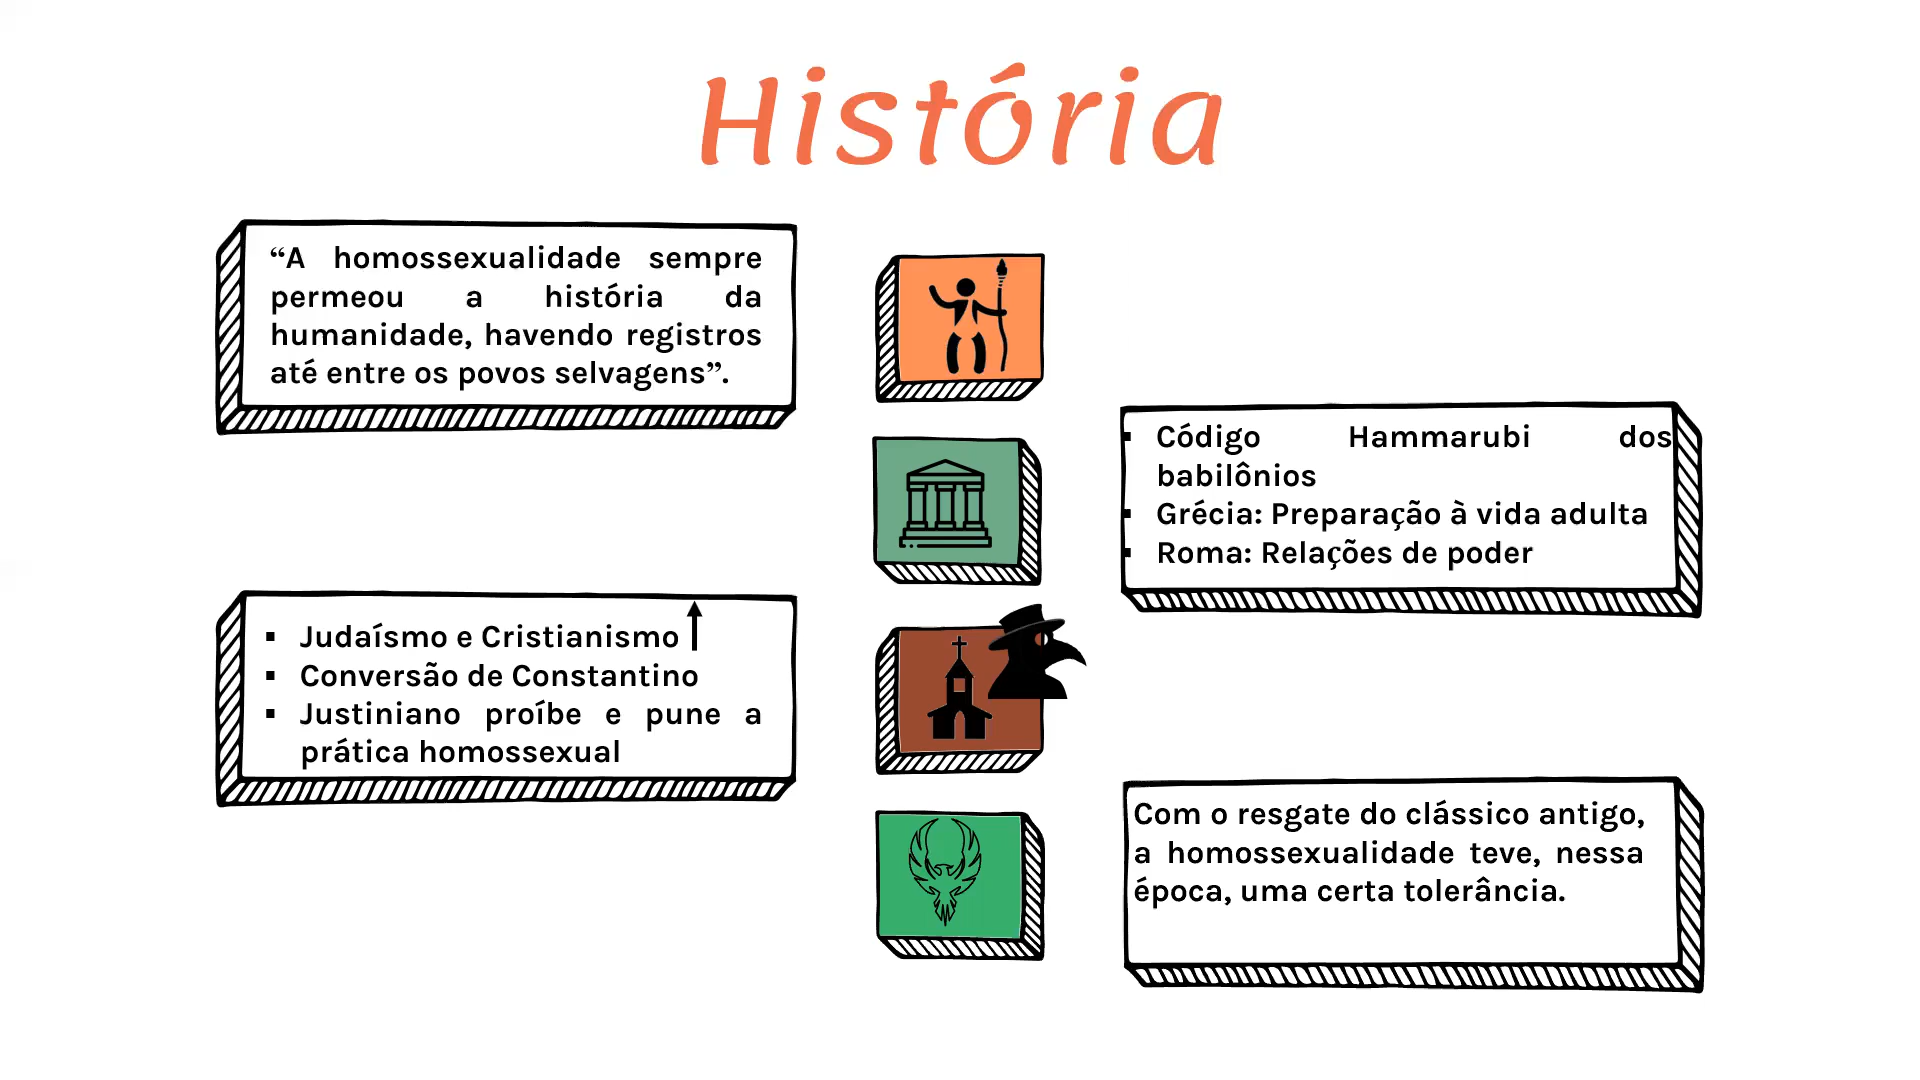 História
“A homossexualidade sempre
permeou a história da
humanidade, havendo registros
até entre os povos selvagens”.
▪ Código Hammarubi dos
babilônios
▪ Grécia: Preparação à vida adulta
▪ Roma: Relações de poder
▪ Judaísmo e Cristianismo
▪ Conversão de Constantino
▪ Justiniano proíbe e pune a
prática homossexual
Com o resgate do clássico antigo,
a homossexualidade teve, nessa
época, uma certa tolerância.